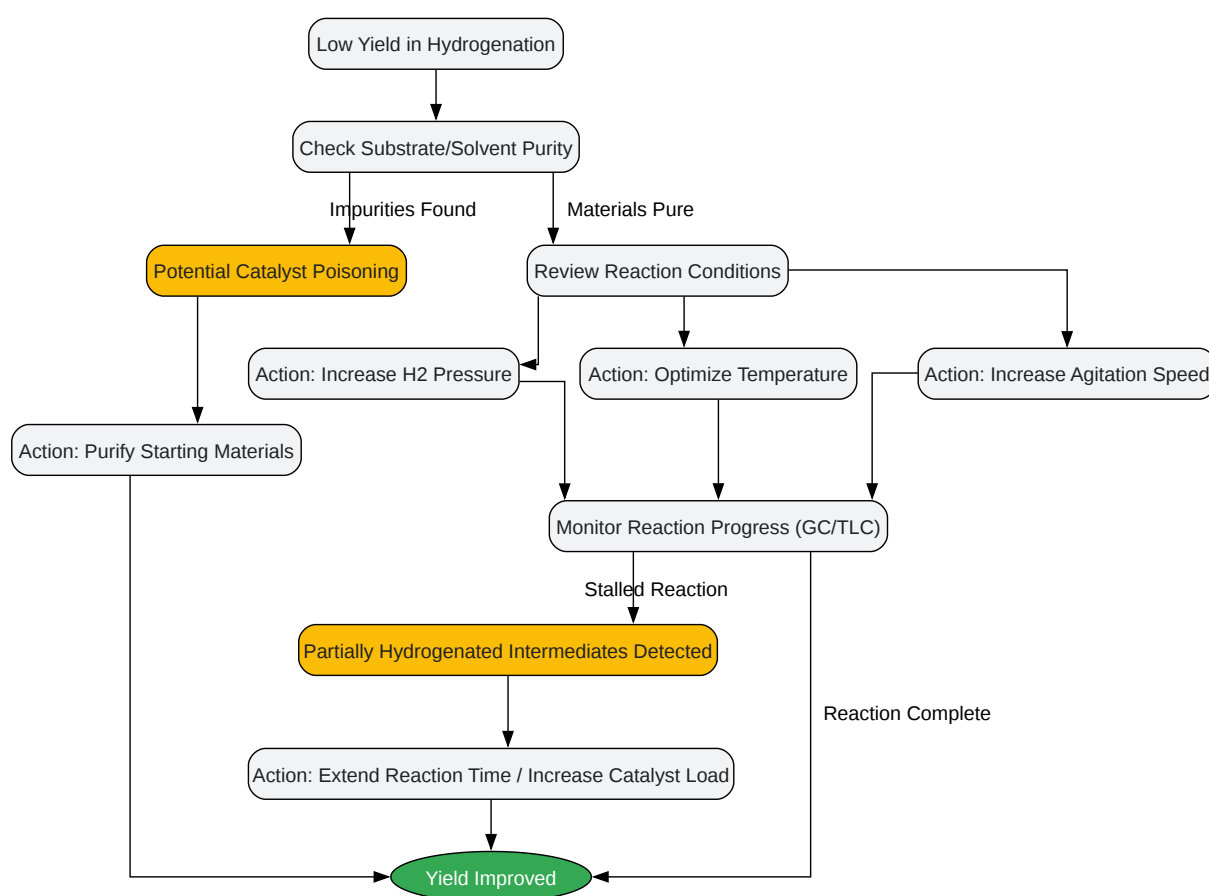 Low Yield in Hydrogenation
Check Substrate/Solvent Purity
Impurities Found
Materials Pure
Potential Catalyst Poisoning
Review Reaction Conditions
Action: Increase H2 Pressure
Action: Optimize Temperature
Action: Increase Agitation Speed
Action: Purify Starting Materials
Monitor Reaction Progress (GC/TLC)
Stalled Reaction
Partially Hydrogenated Intermediates Detected
Reaction Complete
Action: Extend Reaction Time / Increase Catalyst Load
Yield Improved